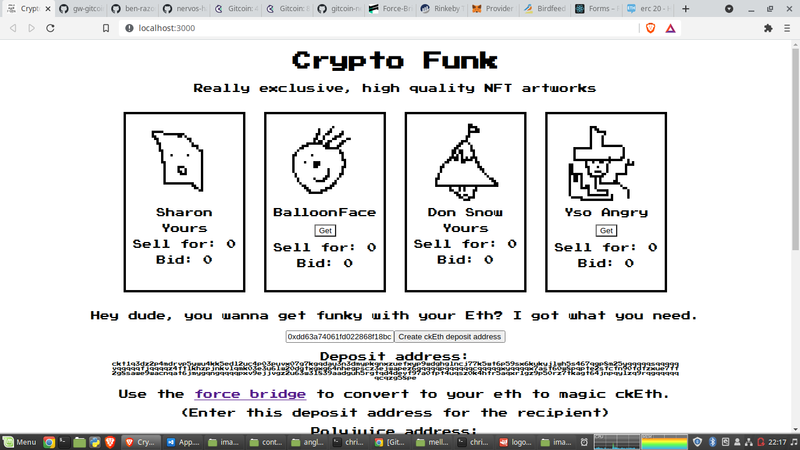 Crypto
gw-gitco
ben-razo
nervos-h
Gitcoin: A
Gitcoin: I
gitcoin-n
Force-Bri
Rinkeby
Provider
Birdfeed
Forms –
erc 20 -
localhost:3000
Crypto Funk
Really exclusive, high quality NFT artworks
Sharon
Yours
Sell for: 0
Bid: 0
BalloonFace
Get
Sell for: 0
Bid: 0
Don Snow
Yours
Sell for: 0
Bid: 0
Yso Angry
Get
Sell for: 0
Bid: 0
Hey dude, you wanna get funky with your Eth? I got what you need.
0xdd63a74061fd022868f18bc Create ckEth deposit address
Deposit address:
Use the force bridge to convert to your eth to magic ckEth.
(Enter this deposit address for the recipient)
Polyjuice address:
Menu
Cry...
App....
ima...
cont...
angl...
chri...
[Git...
mell...
chri...
logo...
ima...
22:17